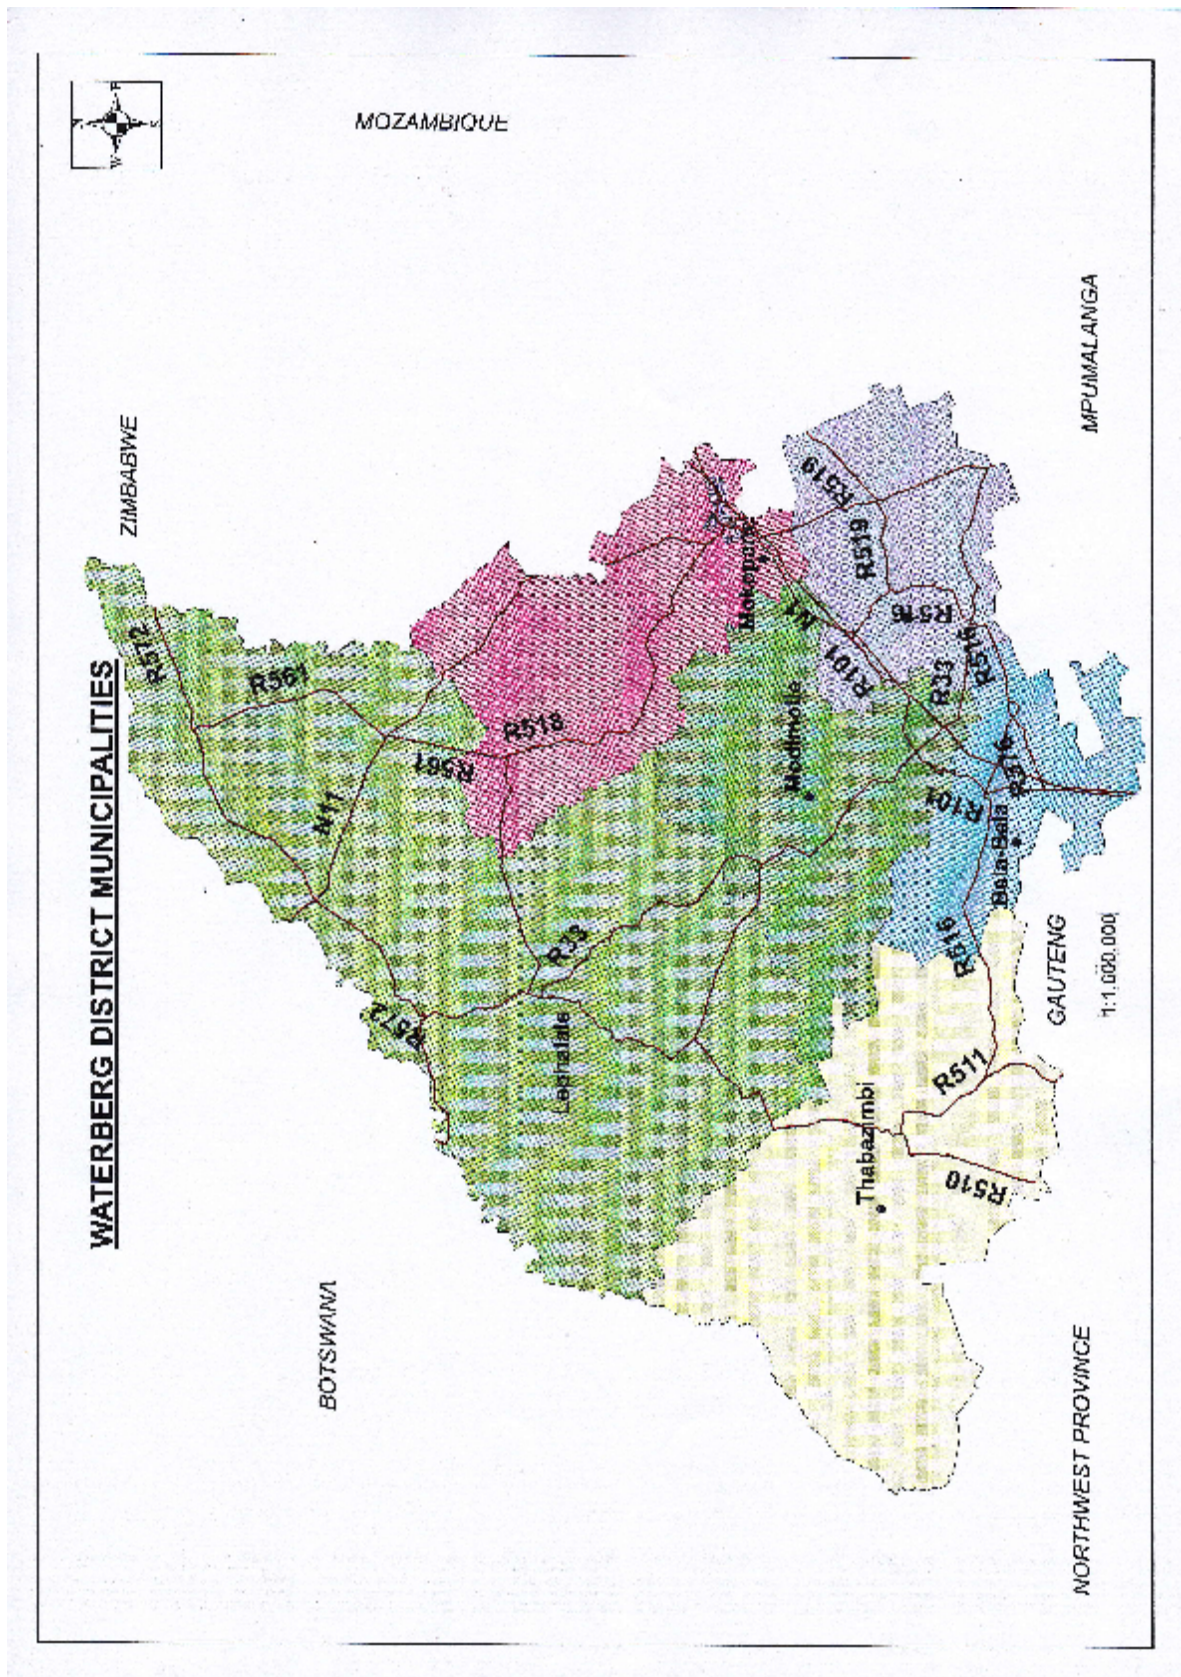 WATERBERG DISTRICT MUNICIPALITIES
ZIMBABWE
MOZAMBIQUE
BOTSWANA
R572
R561
N11
R561
R518
R572
R33
Lephalale
Mokopane
R519
R519
N1
R101
R516
Modimolle
R33
R516
R101
R516
Bela-Bela
R516
Thabazimbi
R511
R510
MPUMALANGA
GAUTENG
1:1,000,000
NORTHWEST PROVINCE
W
S